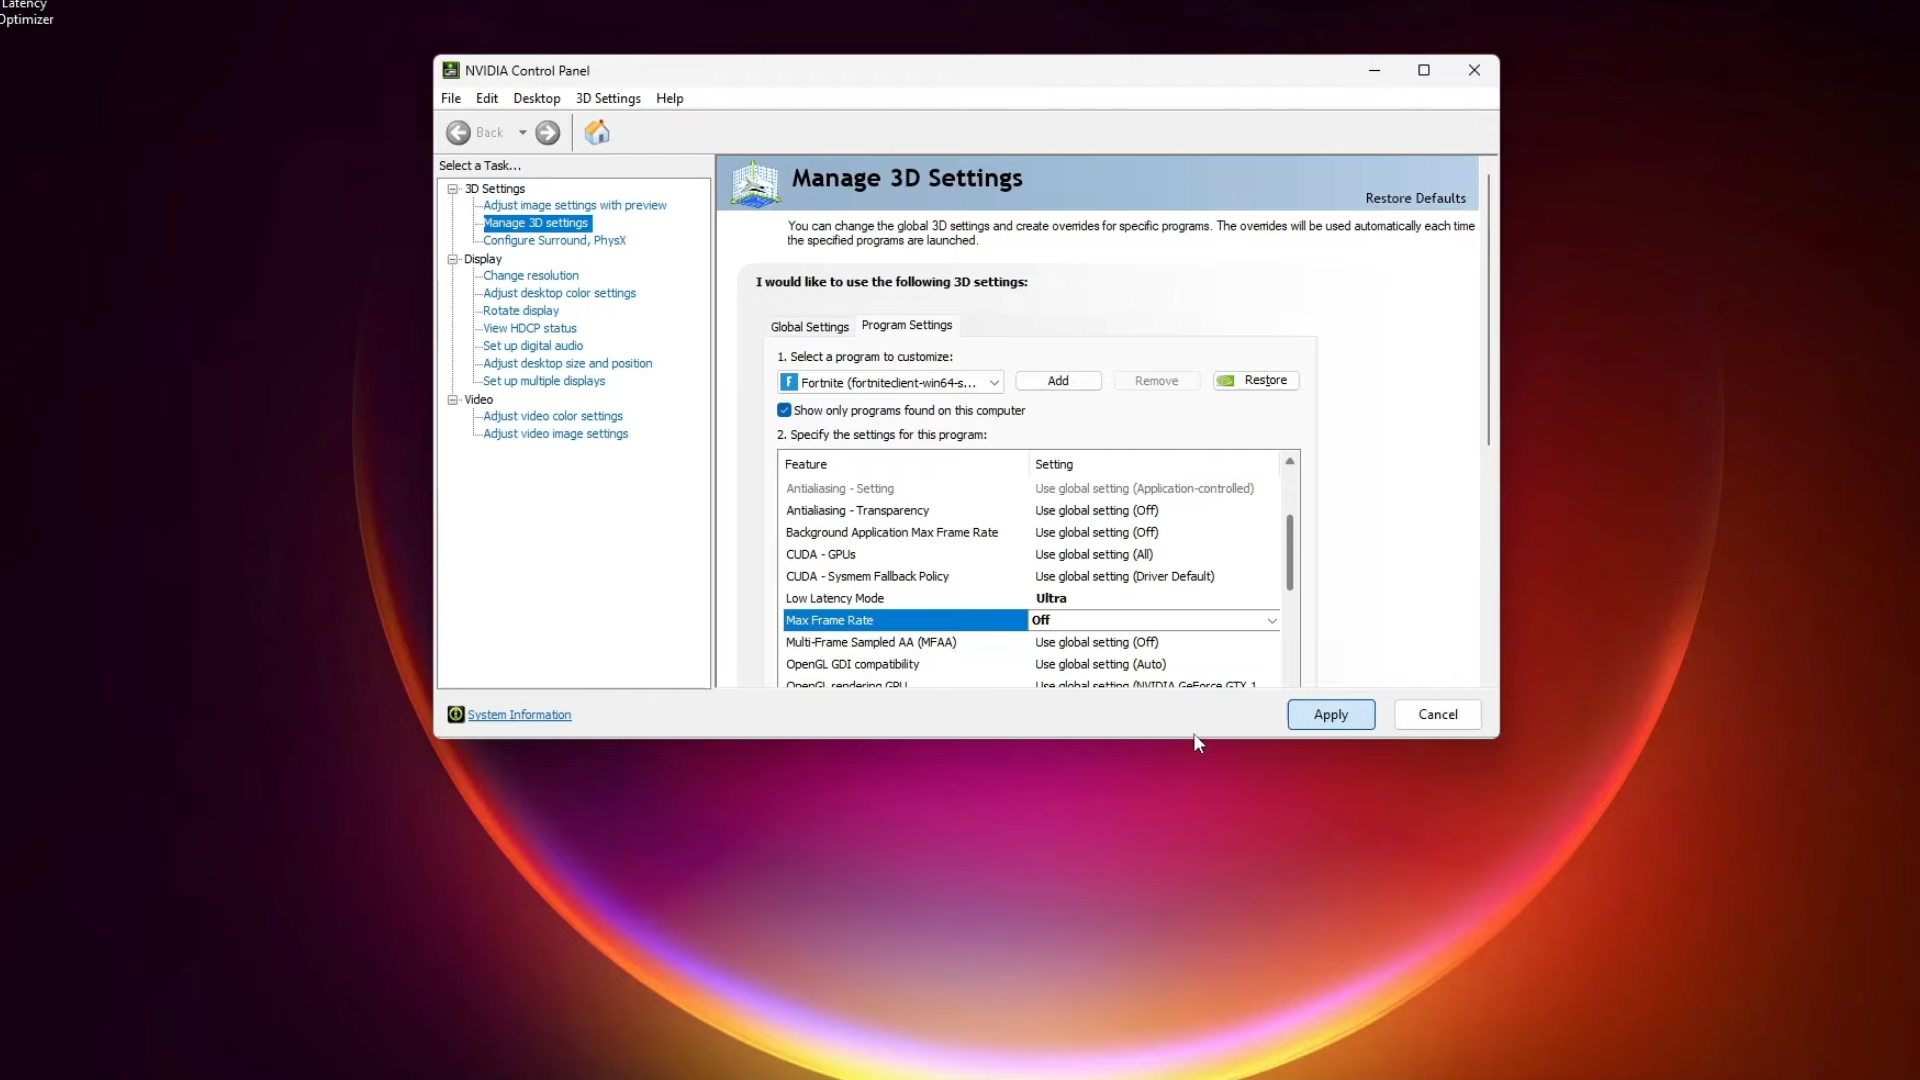 Latency
Optimizer
NVIDIA Control Panel
File Edit Desktop 3D Settings Help
Back
Select a Task...
3D Settings
Adjust image settings with preview
Manage 3D settings
Configure Surround, PhysX
Display
Change resolution
Adjust desktop color settings
Rotate display
View HDCP status
Set up digital audio
Adjust desktop size and position
Set up multiple displays
Video
Adjust video color settings
Adjust video image settings
Manage 3D Settings
Restore Defaults
You can change the global 3D settings and create overrides for specific programs. The overrides will be used automatically each time
the specified programs are launched.
I would like to use the following 3D settings:
Global Settings Program Settings
1. Select a program to customize:
Fortnite (fortniteclient-win64-s... Add Remove Restore
Show only programs found on this computer
2. Specify the settings for this program:
Feature Setting
Antialiasing - Setting Use global setting (Application-controlled)
Antialiasing - Transparency Use global setting (Off)
Background Application Max Frame Rate Use global setting (Off)
CUDA - GPUs Use global setting (All)
CUDA - Sysmem Fallback Policy Use global setting (Driver Default)
Low Latency Mode Ultra
Max Frame Rate Off
Multi-Frame Sampled AA (MFAA) Use global setting (Off)
OpenGL GDI compatibility Use global setting (Auto)
OpenGL rendering GPU Use global setting (NVIDIA GeForce GTX 1
System Information
Apply Cancel